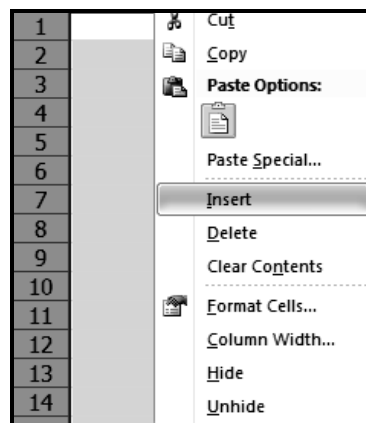 1
2
3
4
5
6
7
8
9
10
11
12
13
14
Cut
Copy
Paste Options:
Paste Special...
Insert
Delete
Clear Contents
Format Cells...
Column Width...
Hide
Unhide